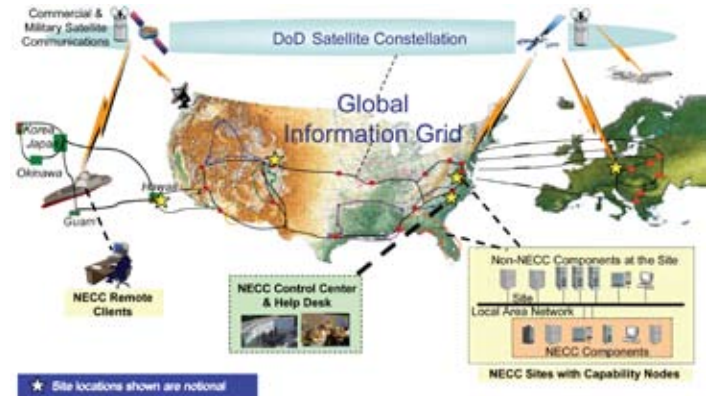 Commercial &
Military Satellite
Communications
DoD Satellite Constellation
Global
Information Grid
Korea
Japan
Okinawa
Hawaii
Guam
NECC Remote
Clients
NECC Control Center
& Help Desk
Non-NECC Components at the Site
Site
Local Area Network
NECC Components
NECC Sites with Capability Nodes
Site locations shown are notional